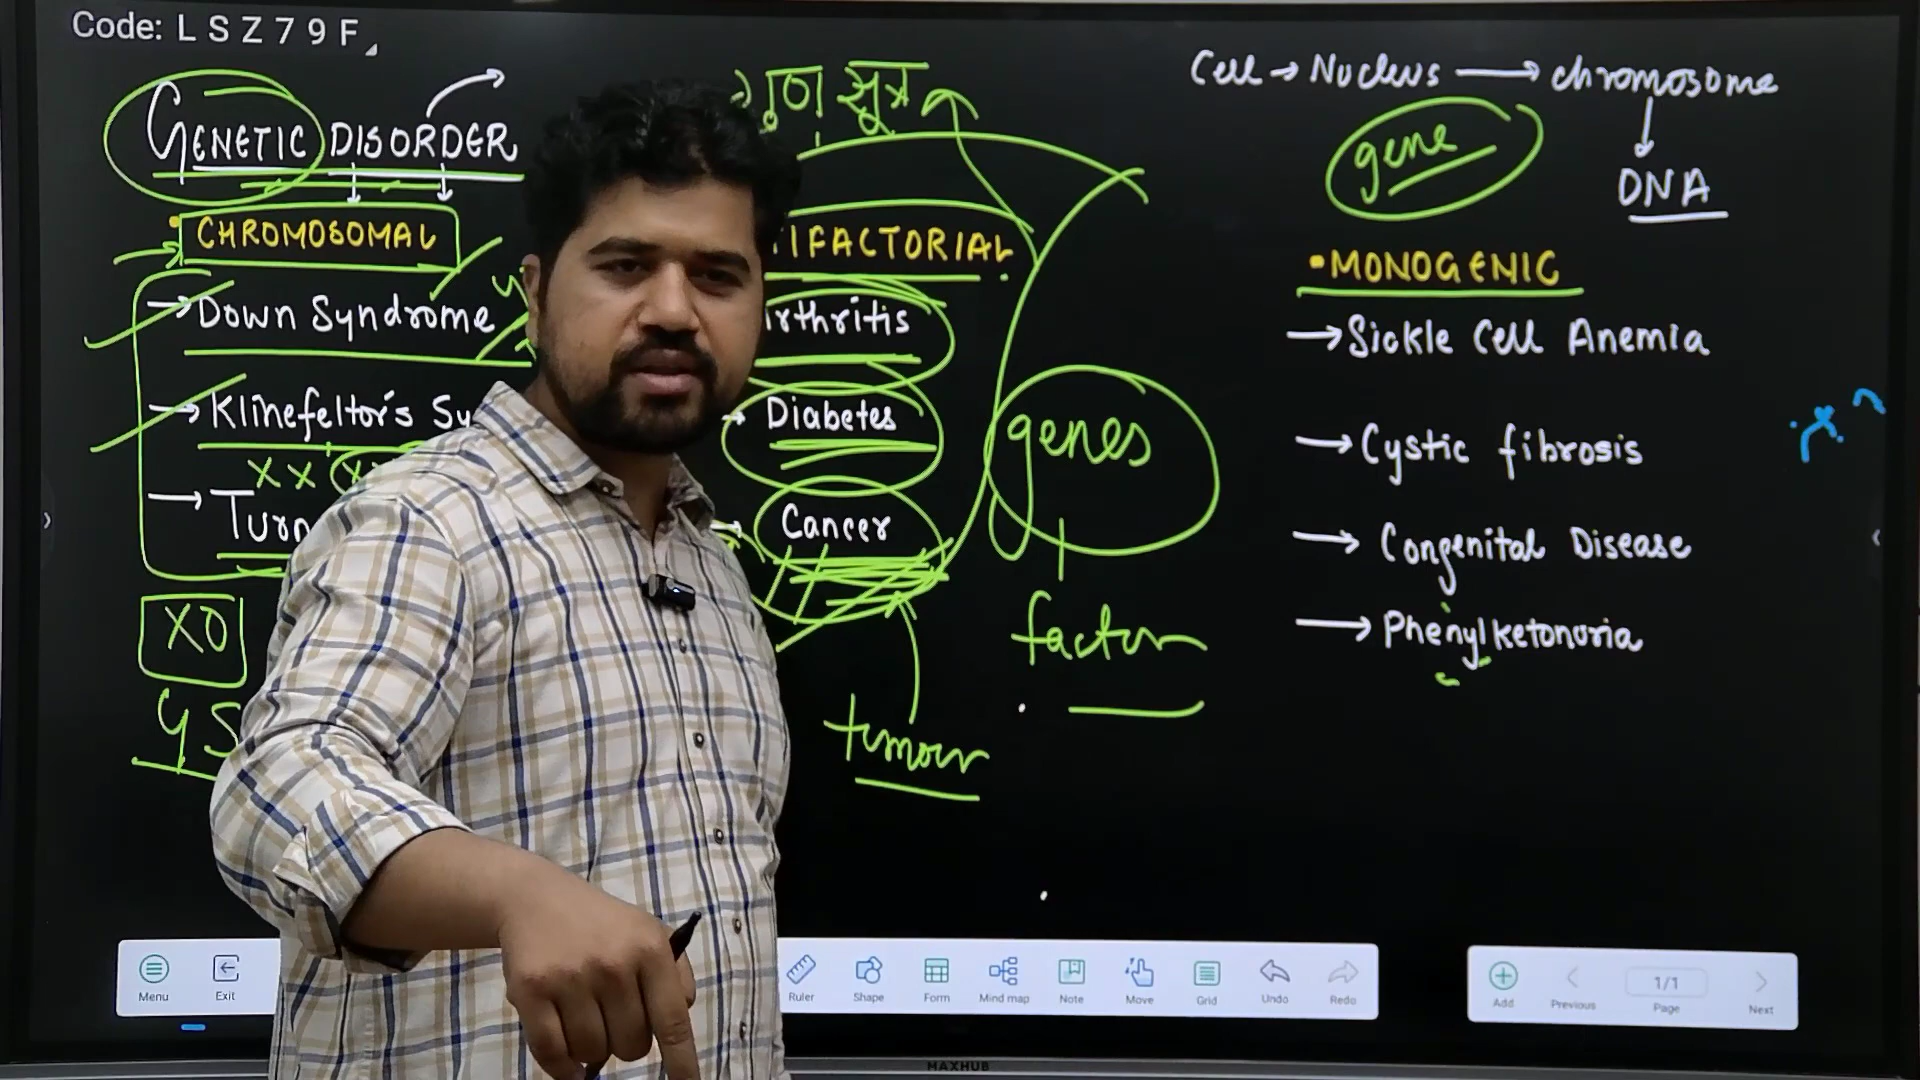 Code: LSZ79F
GENETIC DISORDER
• CHROMOSOMAL
→ Down Syndrome
→ Klinefeltor's Sy
XX
→ Turn
XO
45
गुण सूत्र
IFACTORIAL
rthritis
→ Diabetes
→ Cancer
tumour
genes
factor
Cell → Nucleus → chromosome
↓
DNA
gene
• MONOGENIC
→ Sickle Cell Anemia
→ Cystic fibrosis
→ Congenital Disease
→ Phenylketonuria
Menu Exit Ruler Shape Form Mind map Note Move Grid Undo Redo
Add Previous 1/1 Page Next
MAXHUB